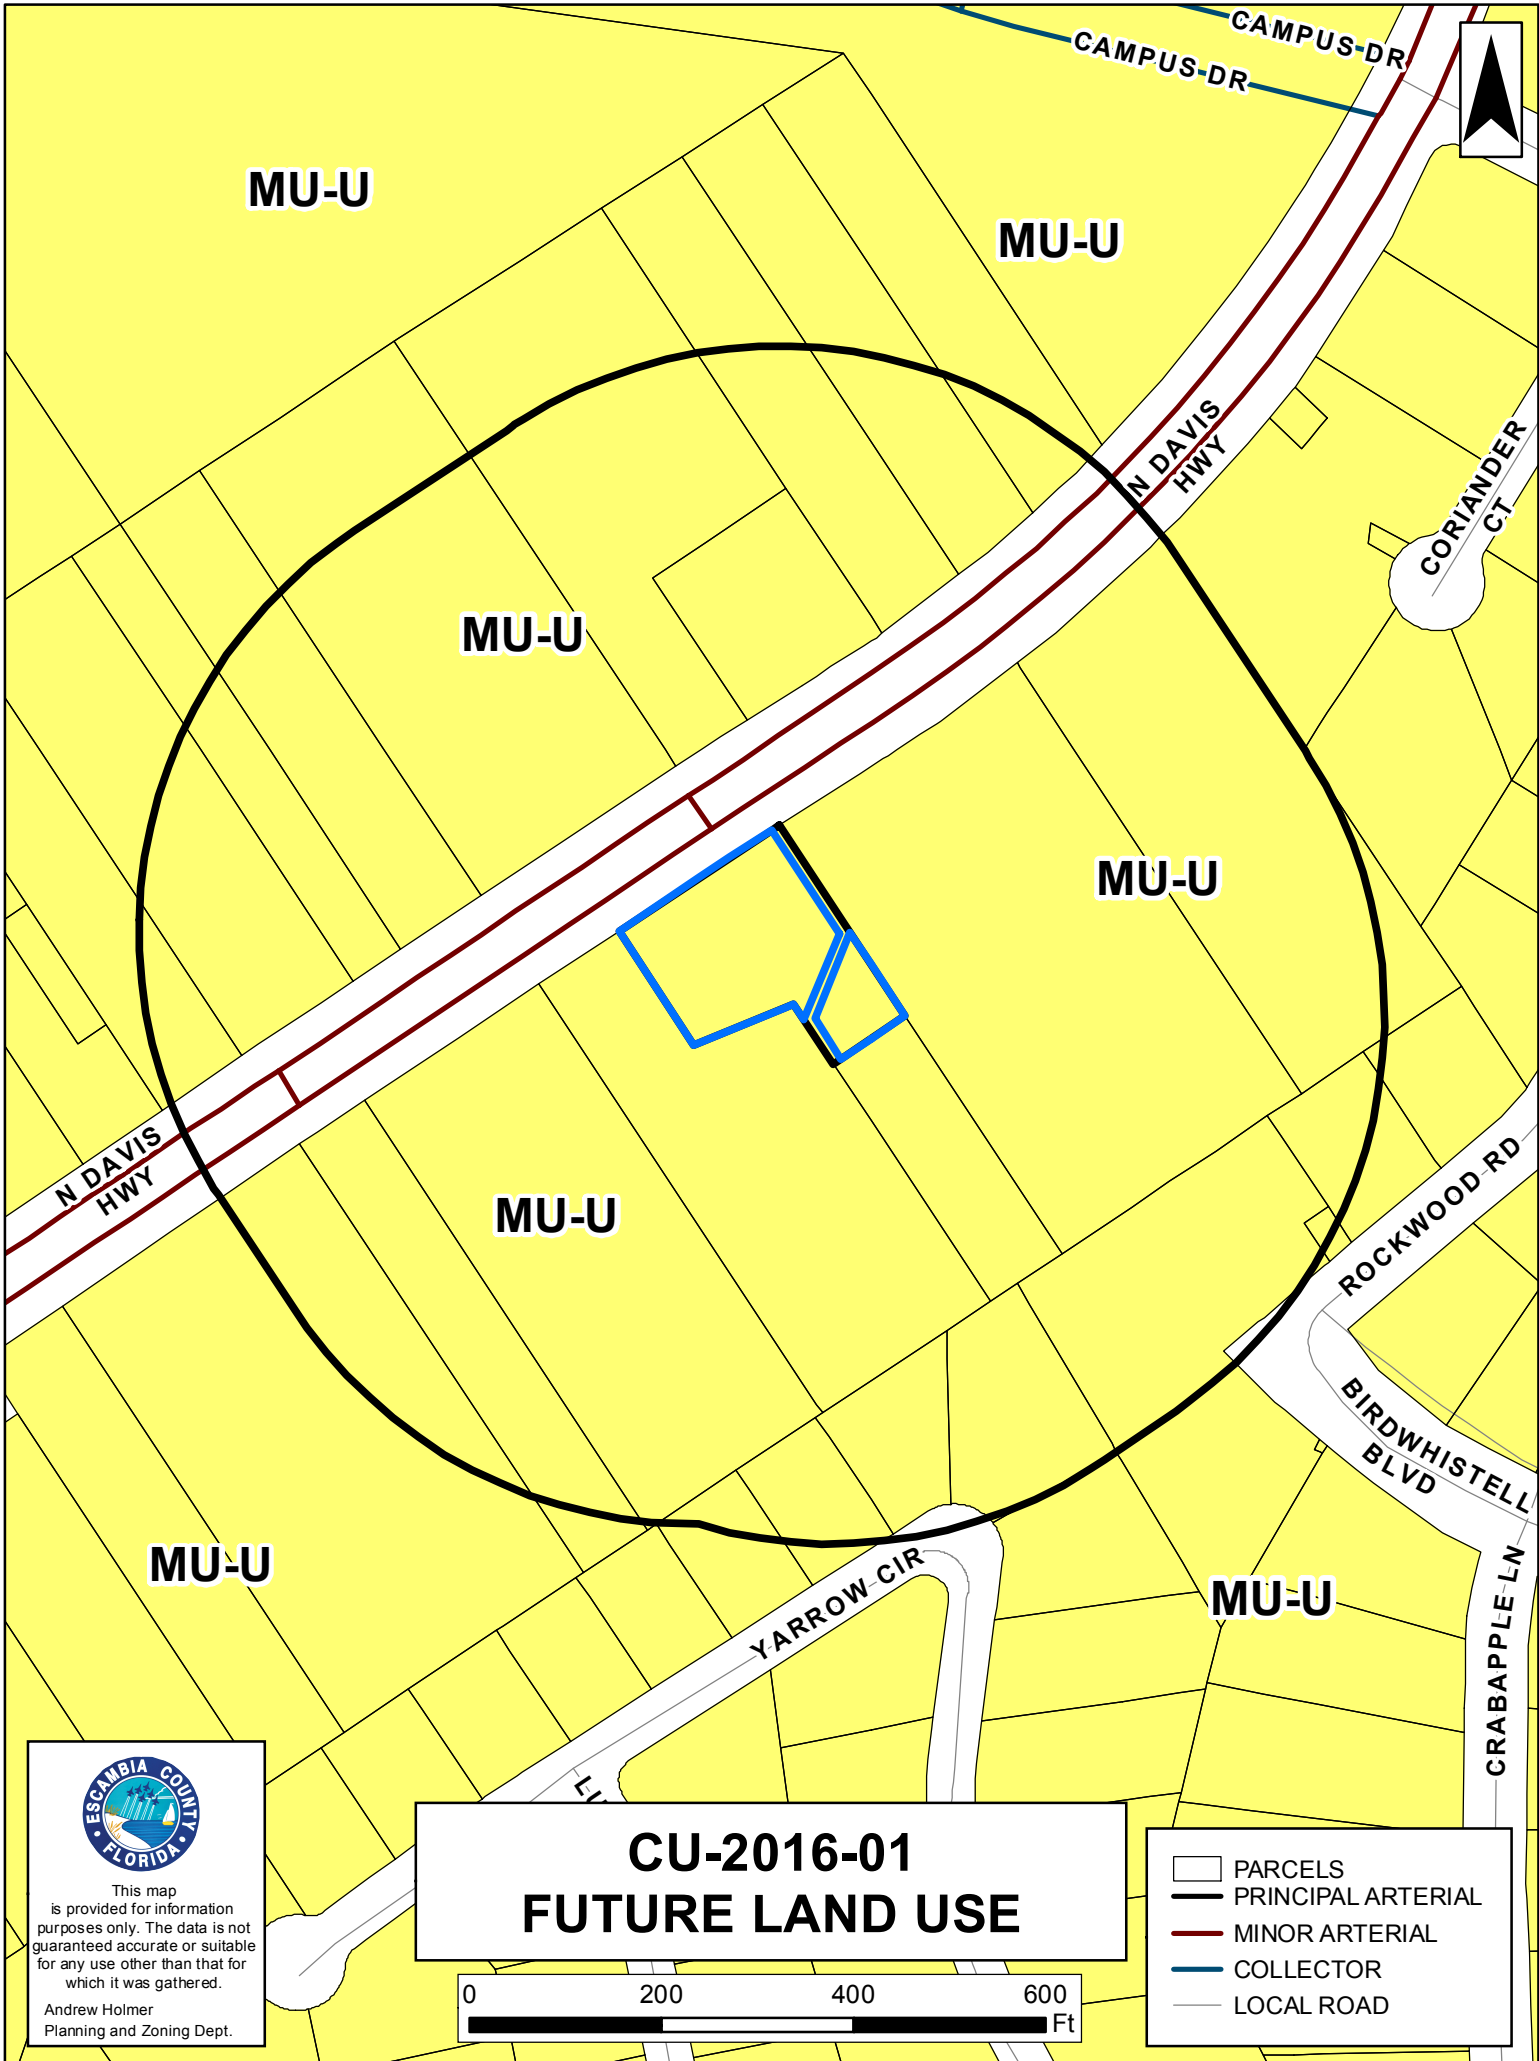 CAMPUS DR
CAMPUS DR
MU-U
MU-U
N DAVIS
HWY
CORIANDER
CT
MU-U
MU-U
N DAVIS
HWY
MU-U
ROCKWOOD RD
BIRDWHISTELL
BLVD
MU-U
YARROW CIR
MU-U
CRABAPPLE LN
ESCAMBIA COUNTY
FLORIDA
This map
is provided for information
purposes only. The data is not
guaranteed accurate or suitable
for any use other than that for
which it was gathered.
Andrew Holmer
Planning and Zoning Dept.
CU-2016-01
FUTURE LAND USE
0 200 400 600
Ft
PARCELS
PRINCIPAL ARTERIAL
MINOR ARTERIAL
COLLECTOR
LOCAL ROAD